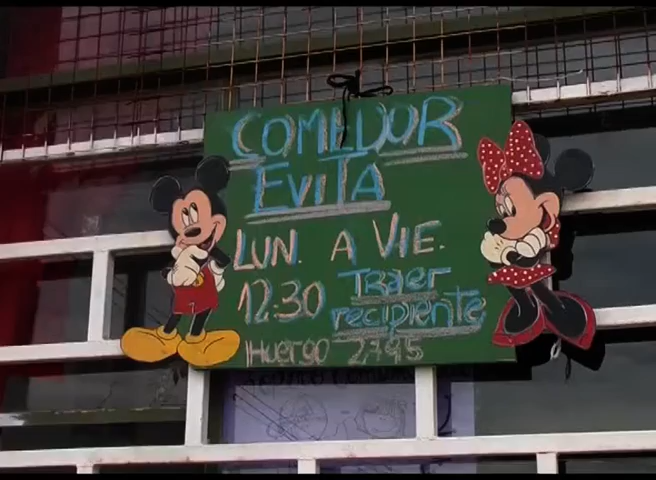 COMEDOR
EVITA
LUN. A VIE.
12:30 Traer
recipiente
Huergo 2795